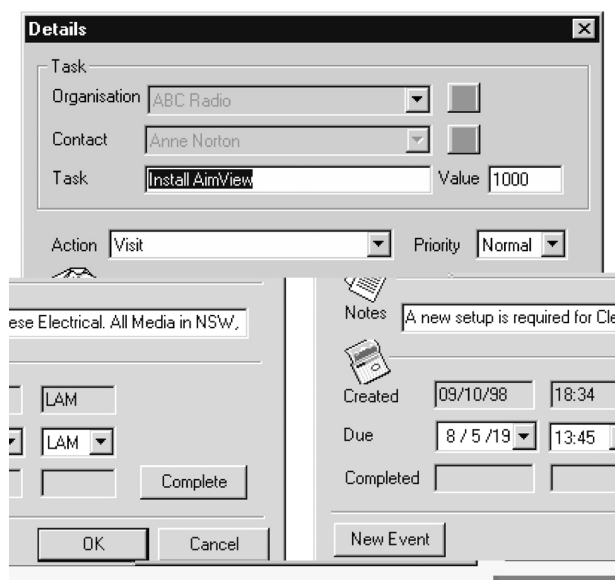 Details
Task
Organisation ABC Radio
Contact Anne Norton
Task Install AimView Value 1000
Action Visit Priority Normal
ese Electrical. All Media in NSW,
LAM
LAM
Complete
OK Cancel
Notes A new setup is required for Cle
Created 09/10/98 18:34
Due 8/5/19 13:45
Completed
New Event